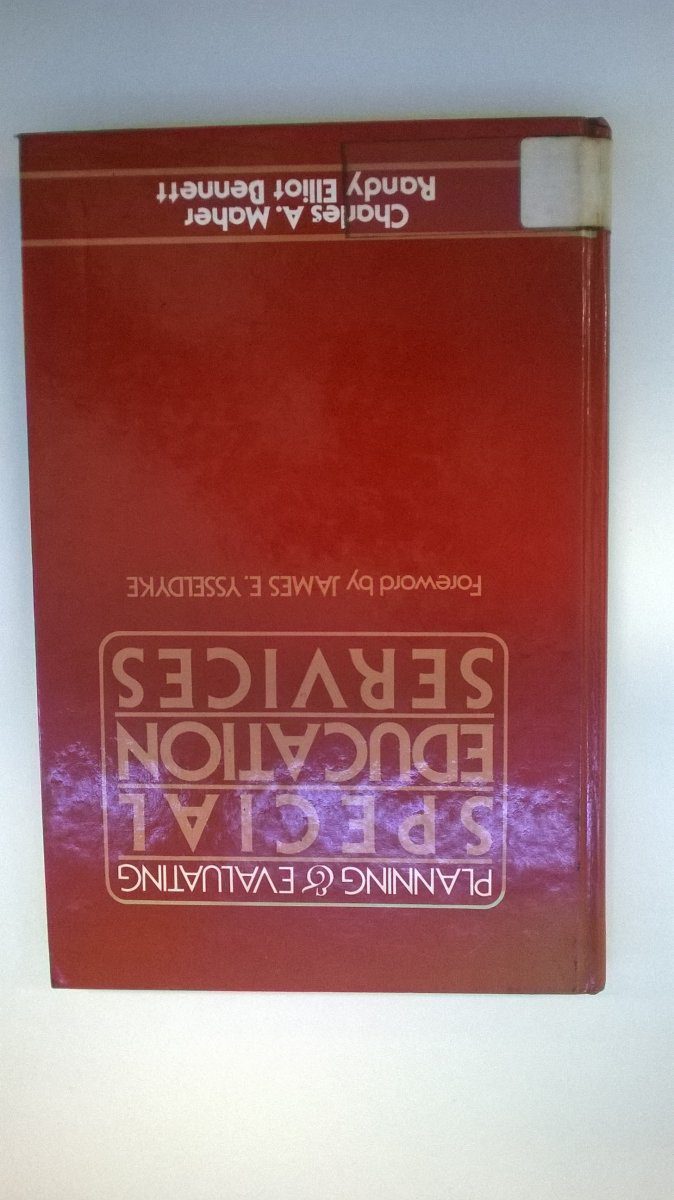 PLANNING & EVALUATING
SPECIAL
EDUCATION
SERVICES
Foreword by JAMES E. YSSELDYKE
Charles A. Maher
Randy Elliot Bennett